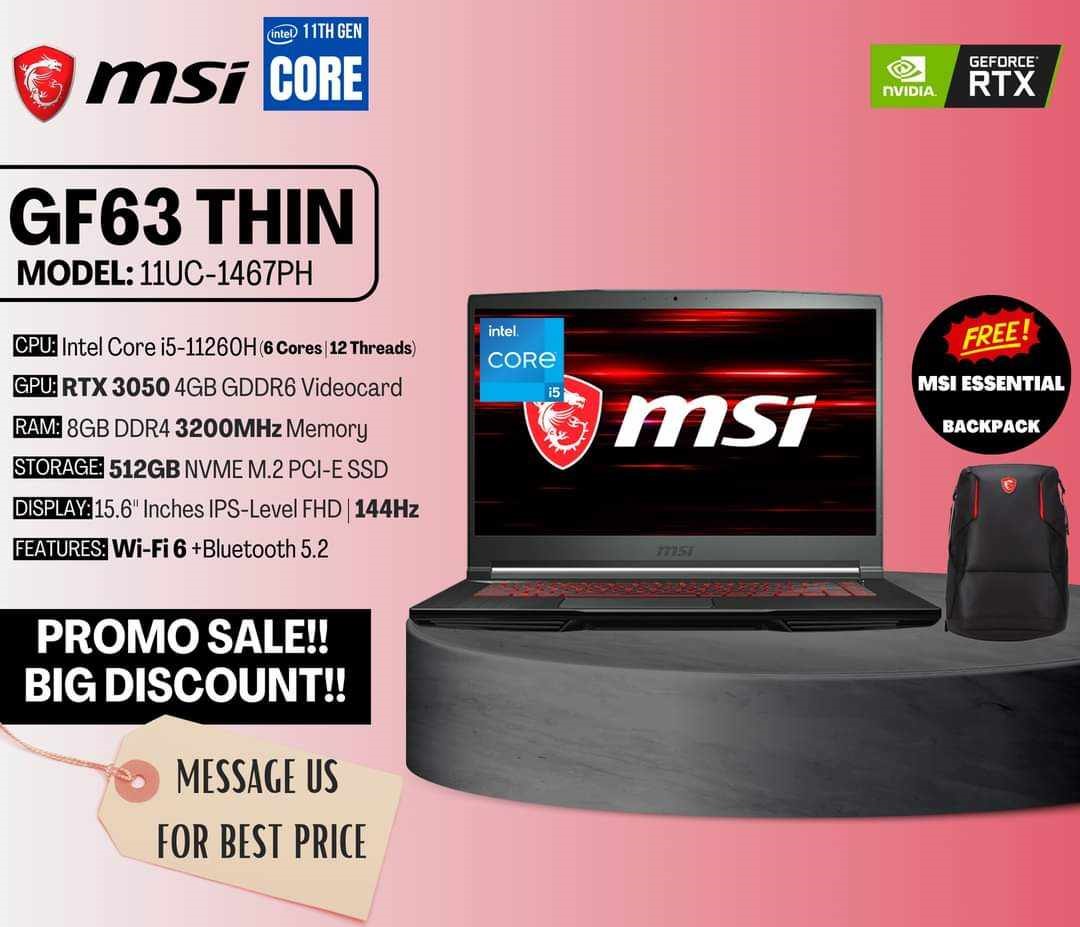 msi
intel 11TH GEN
CORE
NVIDIA
GEFORCE
RTX
GF63 THIN
MODEL: 11UC-1467PH
CPU: Intel Core i5-11260H (6 Cores | 12 Threads)
GPU: RTX 3050 4GB GDDR6 Videocard
RAM: 8GB DDR4 3200MHz Memory
STORAGE: 512GB NVME M.2 PCI-E SSD
DISPLAY: 15.6" Inches IPS-Level FHD | 144Hz
FEATURES: Wi-Fi 6 +Bluetooth 5.2
intel.
CORE
i5
msi
msi
FREE!
MSI ESSENTIAL
BACKPACK
PROMO SALE!!
BIG DISCOUNT!!
MESSAGE US
FOR BEST PRICE